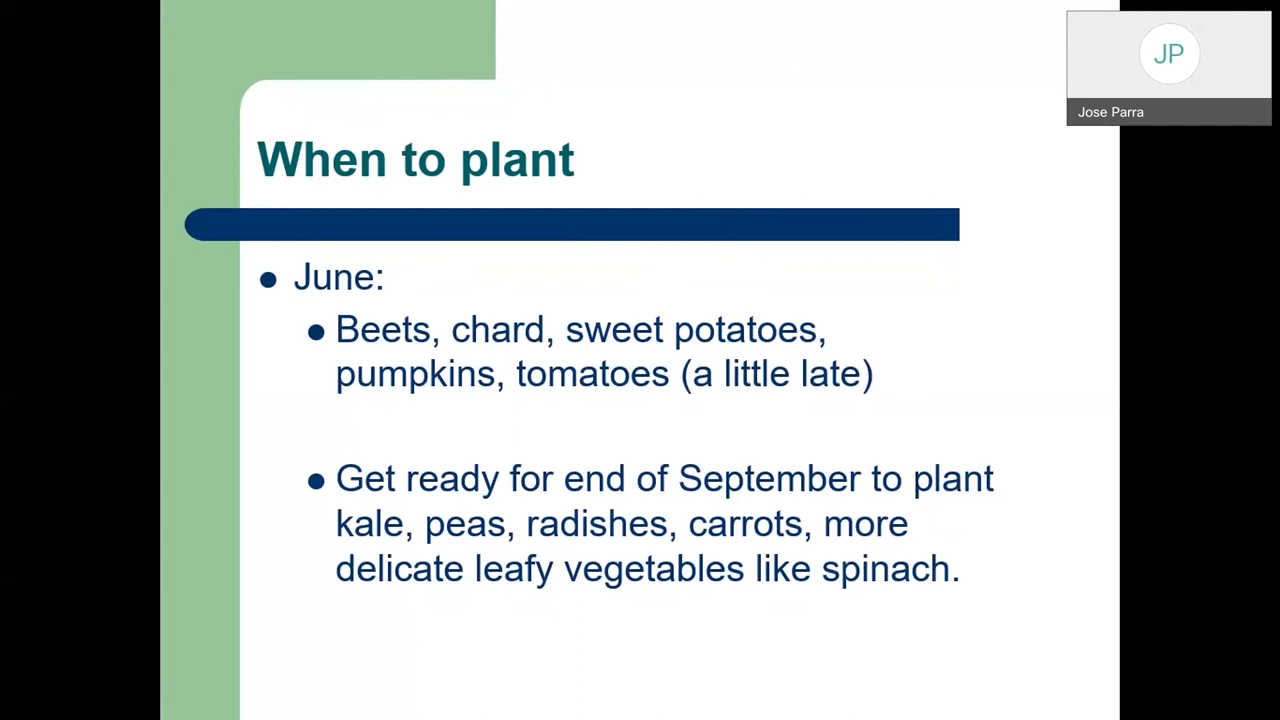 JP
Jose Parra
When to plant
June:
Beets, chard, sweet potatoes,
pumpkins, tomatoes (a little late)
Get ready for end of September to plant
kale, peas, radishes, carrots, more
delicate leafy vegetables like spinach.